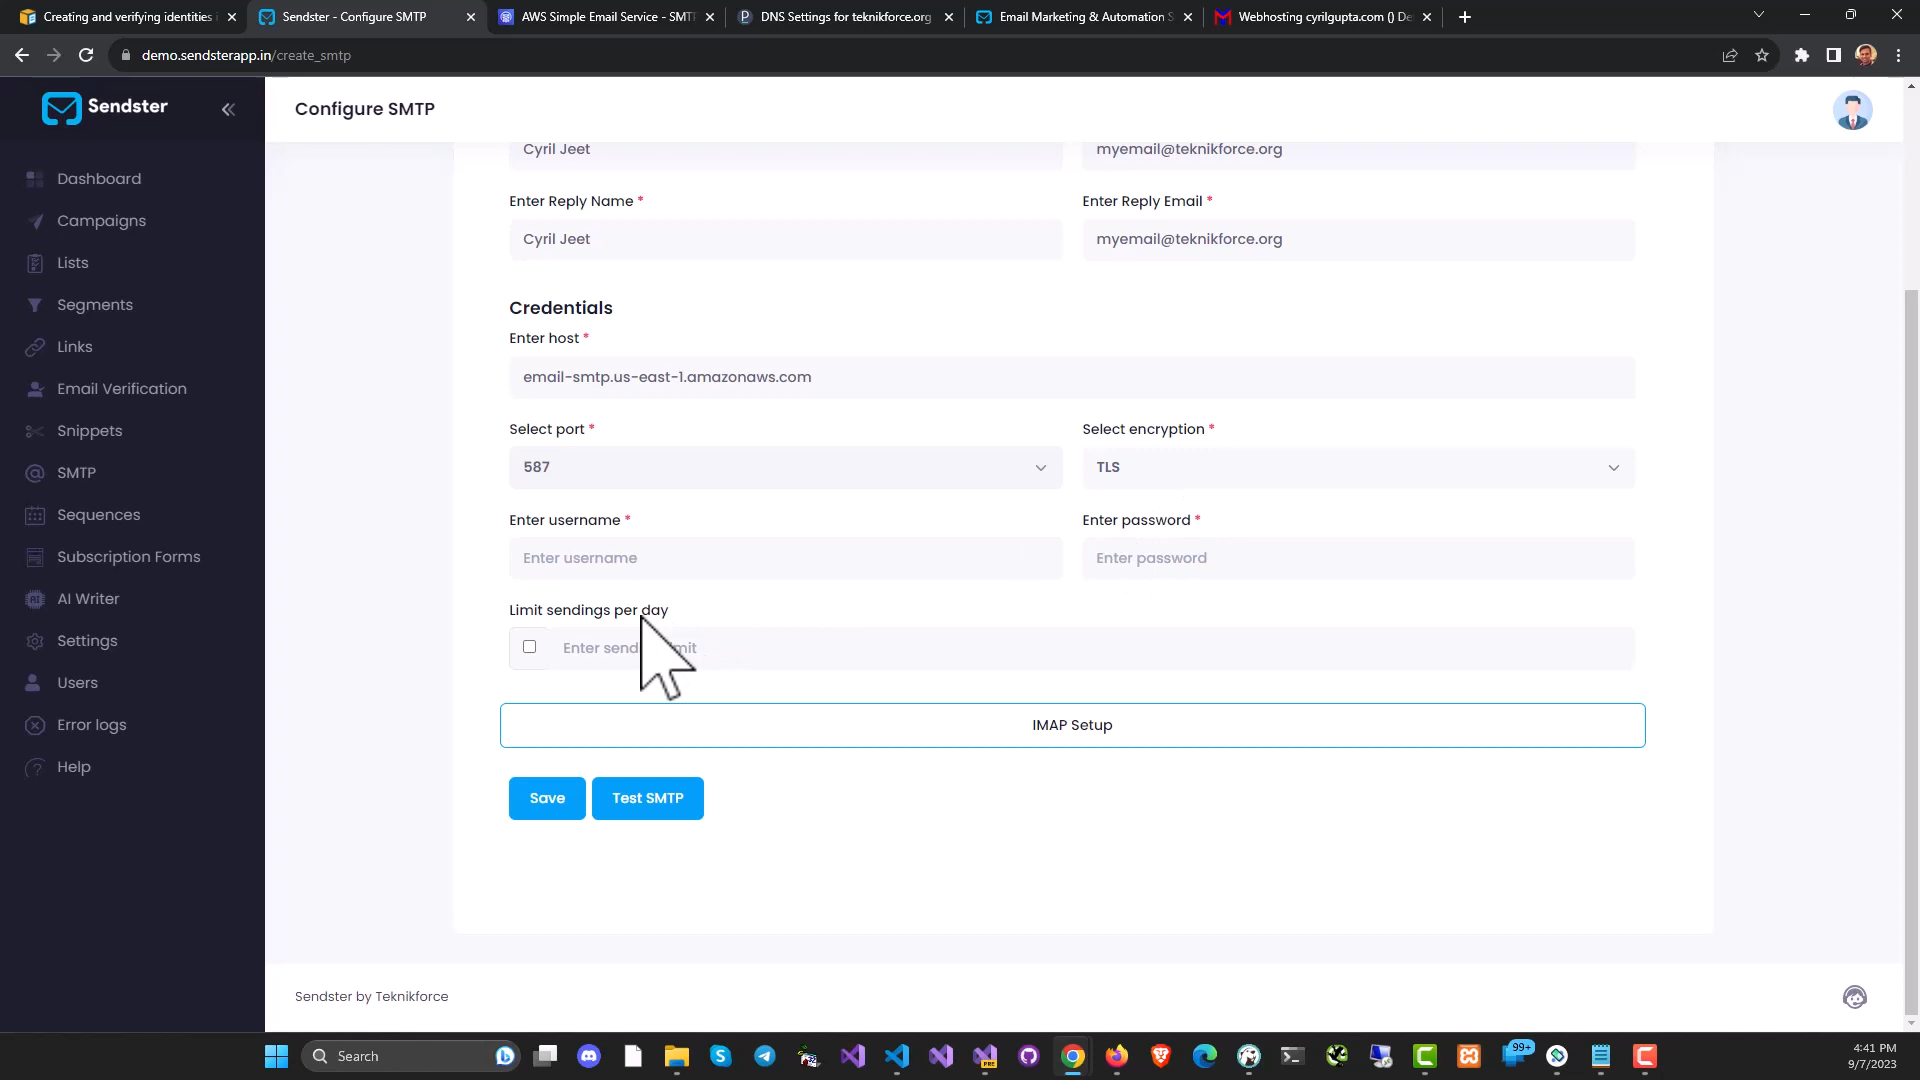 Creating and verifying identities i
Sendster - Configure SMTP
AWS Simple Email Service - SMT
DNS Settings for teknikforce.org
Email Marketing & Automation S
Webhosting cyrilgupta.com () De
demo.sendsterapp.in/create_smtp
Sendster
Configure SMTP
Dashboard
Campaigns
Lists
Segments
Links
Email Verification
Snippets
SMTP
Sequences
Subscription Forms
AI Writer
Settings
Users
Error logs
Help
Cyril Jeet
myemail@teknikforce.org
Enter Reply Name *
Enter Reply Email *
Cyril Jeet
myemail@teknikforce.org
Credentials
Enter host *
email-smtp.us-east-1.amazonaws.com
Select port *
Select encryption *
587
TLS
Enter username *
Enter password *
Enter username
Enter password
Limit sendings per day
Enter
IMAP Setup
Save
Test SMTP
Sendster by Teknikforce
Search
PRE
99+
4:41 PM
9/7/2023